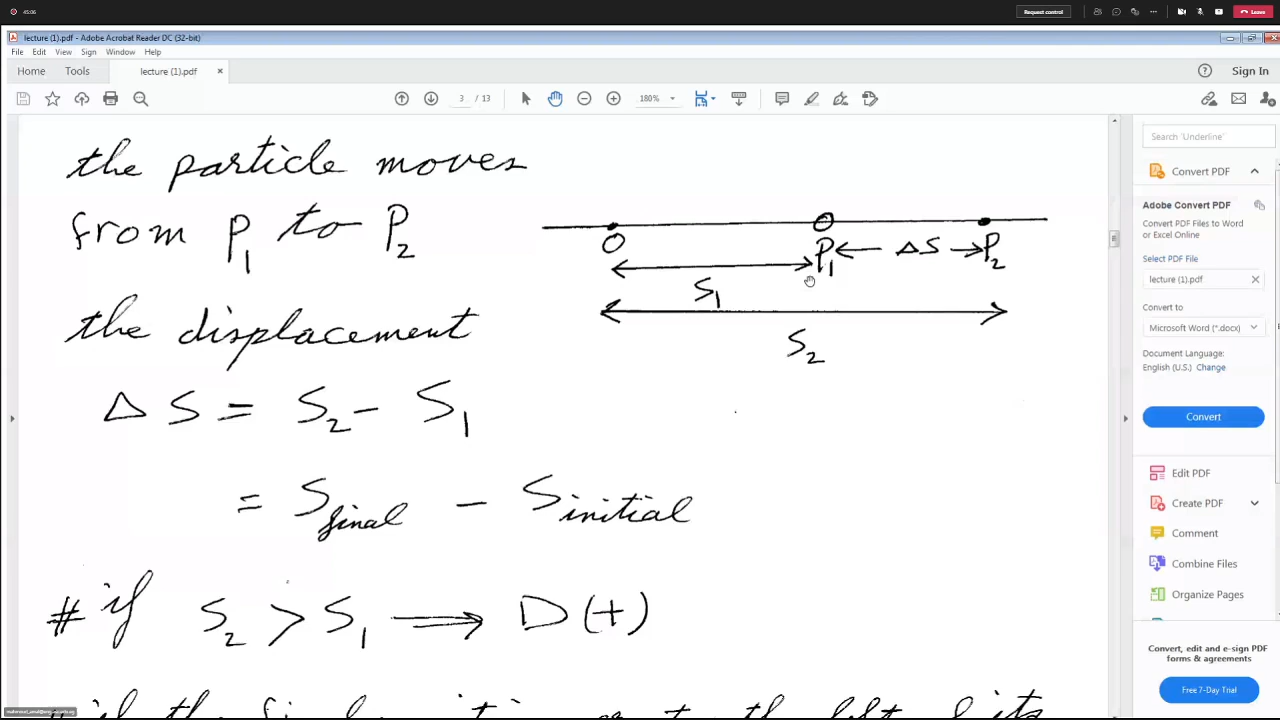 45:06
Request control
Leave
lecture (1).pdf - Adobe Acrobat Reader DC (32-bit)
File Edit View Sign Window Help
Home Tools lecture (1).pdf × Sign In
3 / 13 180%
the particle moves
from P1 to P2
O P1 ΔS P2
S1
S2
the displacement
ΔS = S2 - S1
= Sfinal - Sinitial
# if S2 > S1 ⟹ D(+)
Search 'Underline'
Convert PDF
Adobe Convert PDF
Convert PDF Files to Word
or Excel Online
Select PDF File
lecture (1).pdf
Convert to
Microsoft Word (*.docx)
Document Language:
English (U.S.) Change
Convert
Edit PDF
Create PDF
Comment
Combine Files
Organize Pages
Convert, edit and e-sign PDF
forms & agreements
Free 7-Day Trial